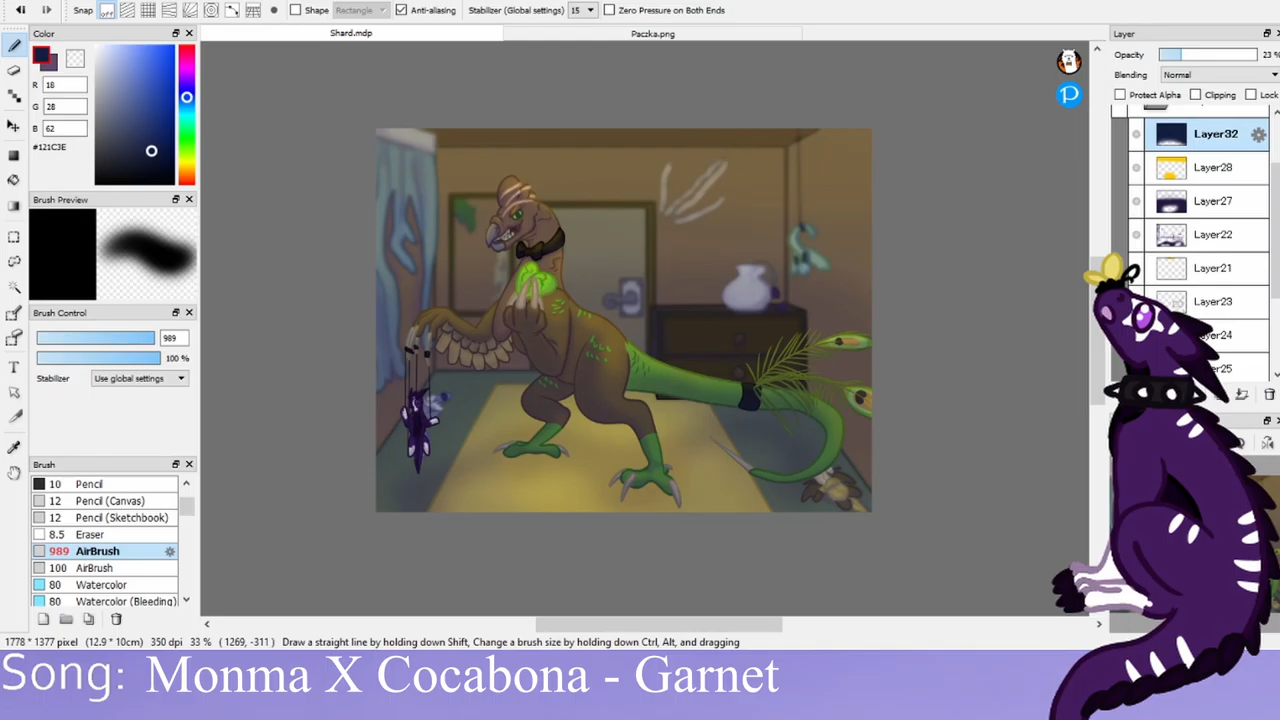 Snap off Shape Rectangle Anti-aliasing Stabilizer (Global settings) 15 Zero Pressure on Both Ends
Color
Shard.mdp Paczka.png
Layer
R 18
G 28
B 62
#121C3E
Opacity 23 %
Blending Normal
Protect Alpha Clipping Lock
Layer32
Layer28
Layer27
Layer22
Layer21
Layer23
24
25
Brush Preview
Brush Control
989
100 %
Stabilizer Use global settings
Brush
10 Pencil
12 Pencil (Canvas)
12 Pencil (Sketchbook)
8.5 Eraser
989 AirBrush
100 AirBrush
80 Watercolor
80 Watercolor (Bleeding)
1778 * 1377 pixel (12.9 * 10cm) 350 dpi 33 % ( 1269, -311) Draw a straight line by holding down Shift, Change a brush size by holding down Ctrl, Alt, and dragging
Song: Monma X Cocabona - Garnet